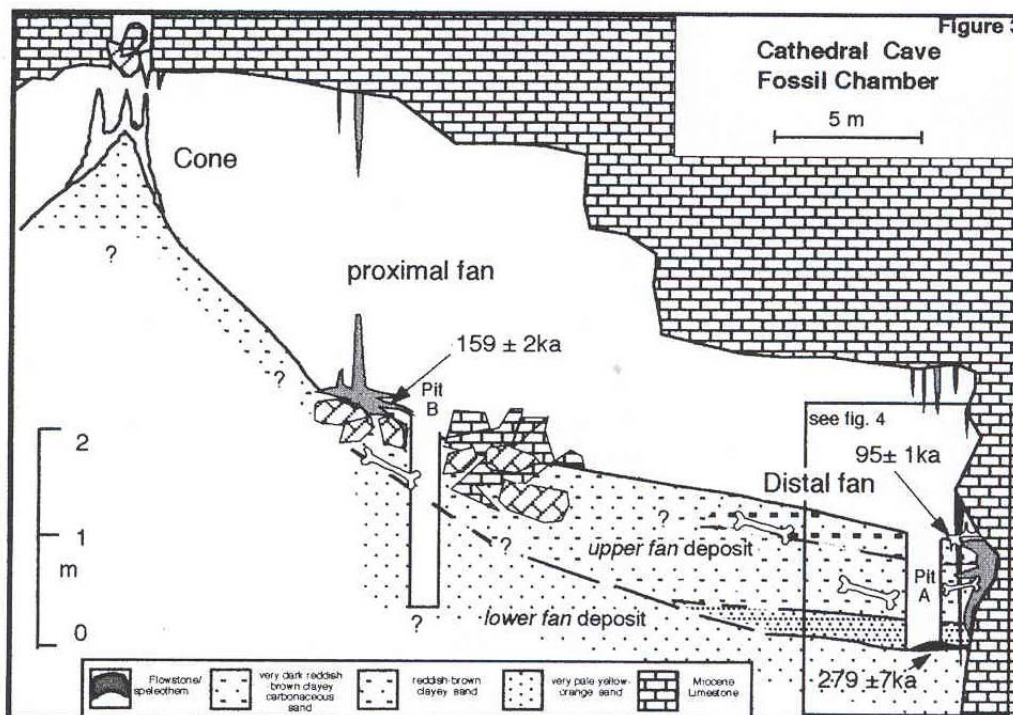 Figure 3
Cathedral Cave
Fossil Chamber
5 m
Cone
?
proximal fan
?
159 ± 2ka
Pit
B
see fig. 4
95± 1ka
Distal fan
2
1
m
0
?
?
upper fan deposit
Pit
A
lower fan deposit
?
279 ±7ka
Flowstone/
speleothem
very dark reddish
brown clayey
carbonaceous
sand
reddish-brown
clayey sand
very pale yellow-
orange sand
Miocene
Limestone